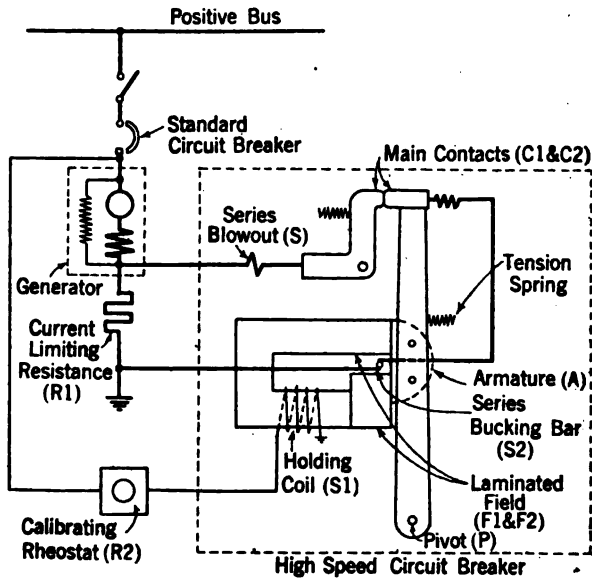 Positive Bus
Standard
Circuit Breaker
Main Contacts (C1&C2)
Series
Blowout (S)
Tension
Spring
Generator
Current
Limiting
Resistance
(R1)
Armature (A)
Series
Bucking Bar
(S2)
Holding
Coil (S1)
Laminated
Field
(F1&F2)
Calibrating
Rheostat (R2)
Pivot (P)
High Speed Circuit Breaker